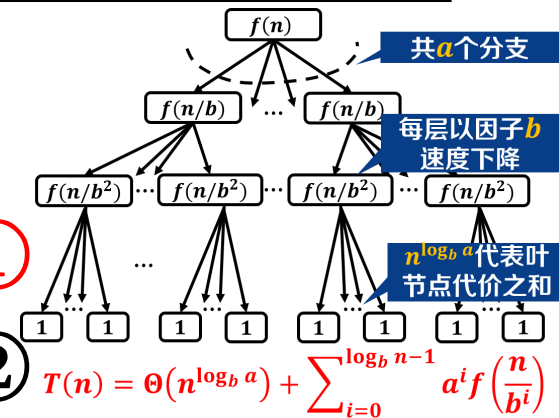 f(n)
共a个分支
f(n/b) ... f(n/b)
每层以因子b
速度下降
f(n/b²) ... f(n/b²) ... f(n/b²) ... f(n/b²)
n^{log_b a}代表叶
节点代价之和
...
... ... ... ...
1 1 1 1 1 1 1 1
2
T(n) = Θ(n^{log_b a}) + ∑_{i=0}^{log_b n−1} a^i f(n/b^i)